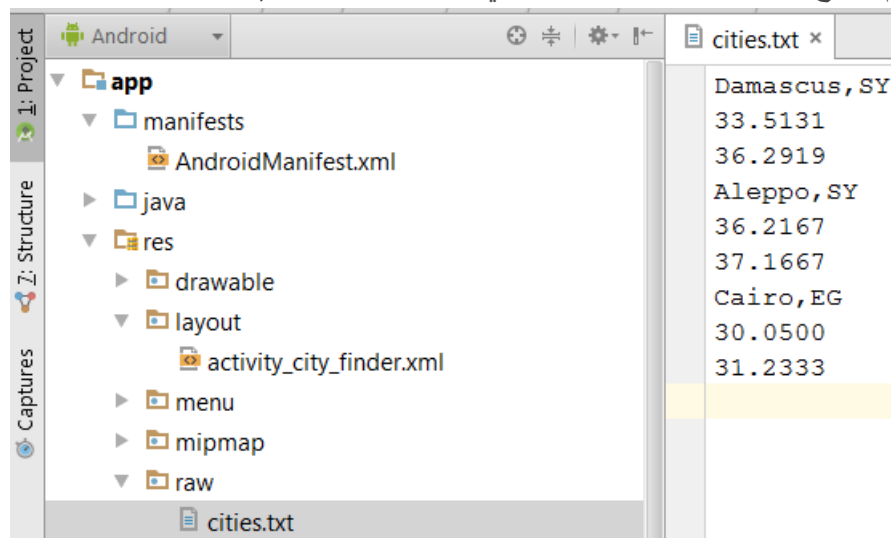 Android
cities.txt
1: Project
7: Structure
Captures
app
manifests
AndroidManifest.xml
java
res
drawable
layout
activity_city_finder.xml
menu
mipmap
raw
cities.txt
Damascus,SY
33.5131
36.2919
Aleppo,SY
36.2167
37.1667
Cairo,EG
30.0500
31.2333